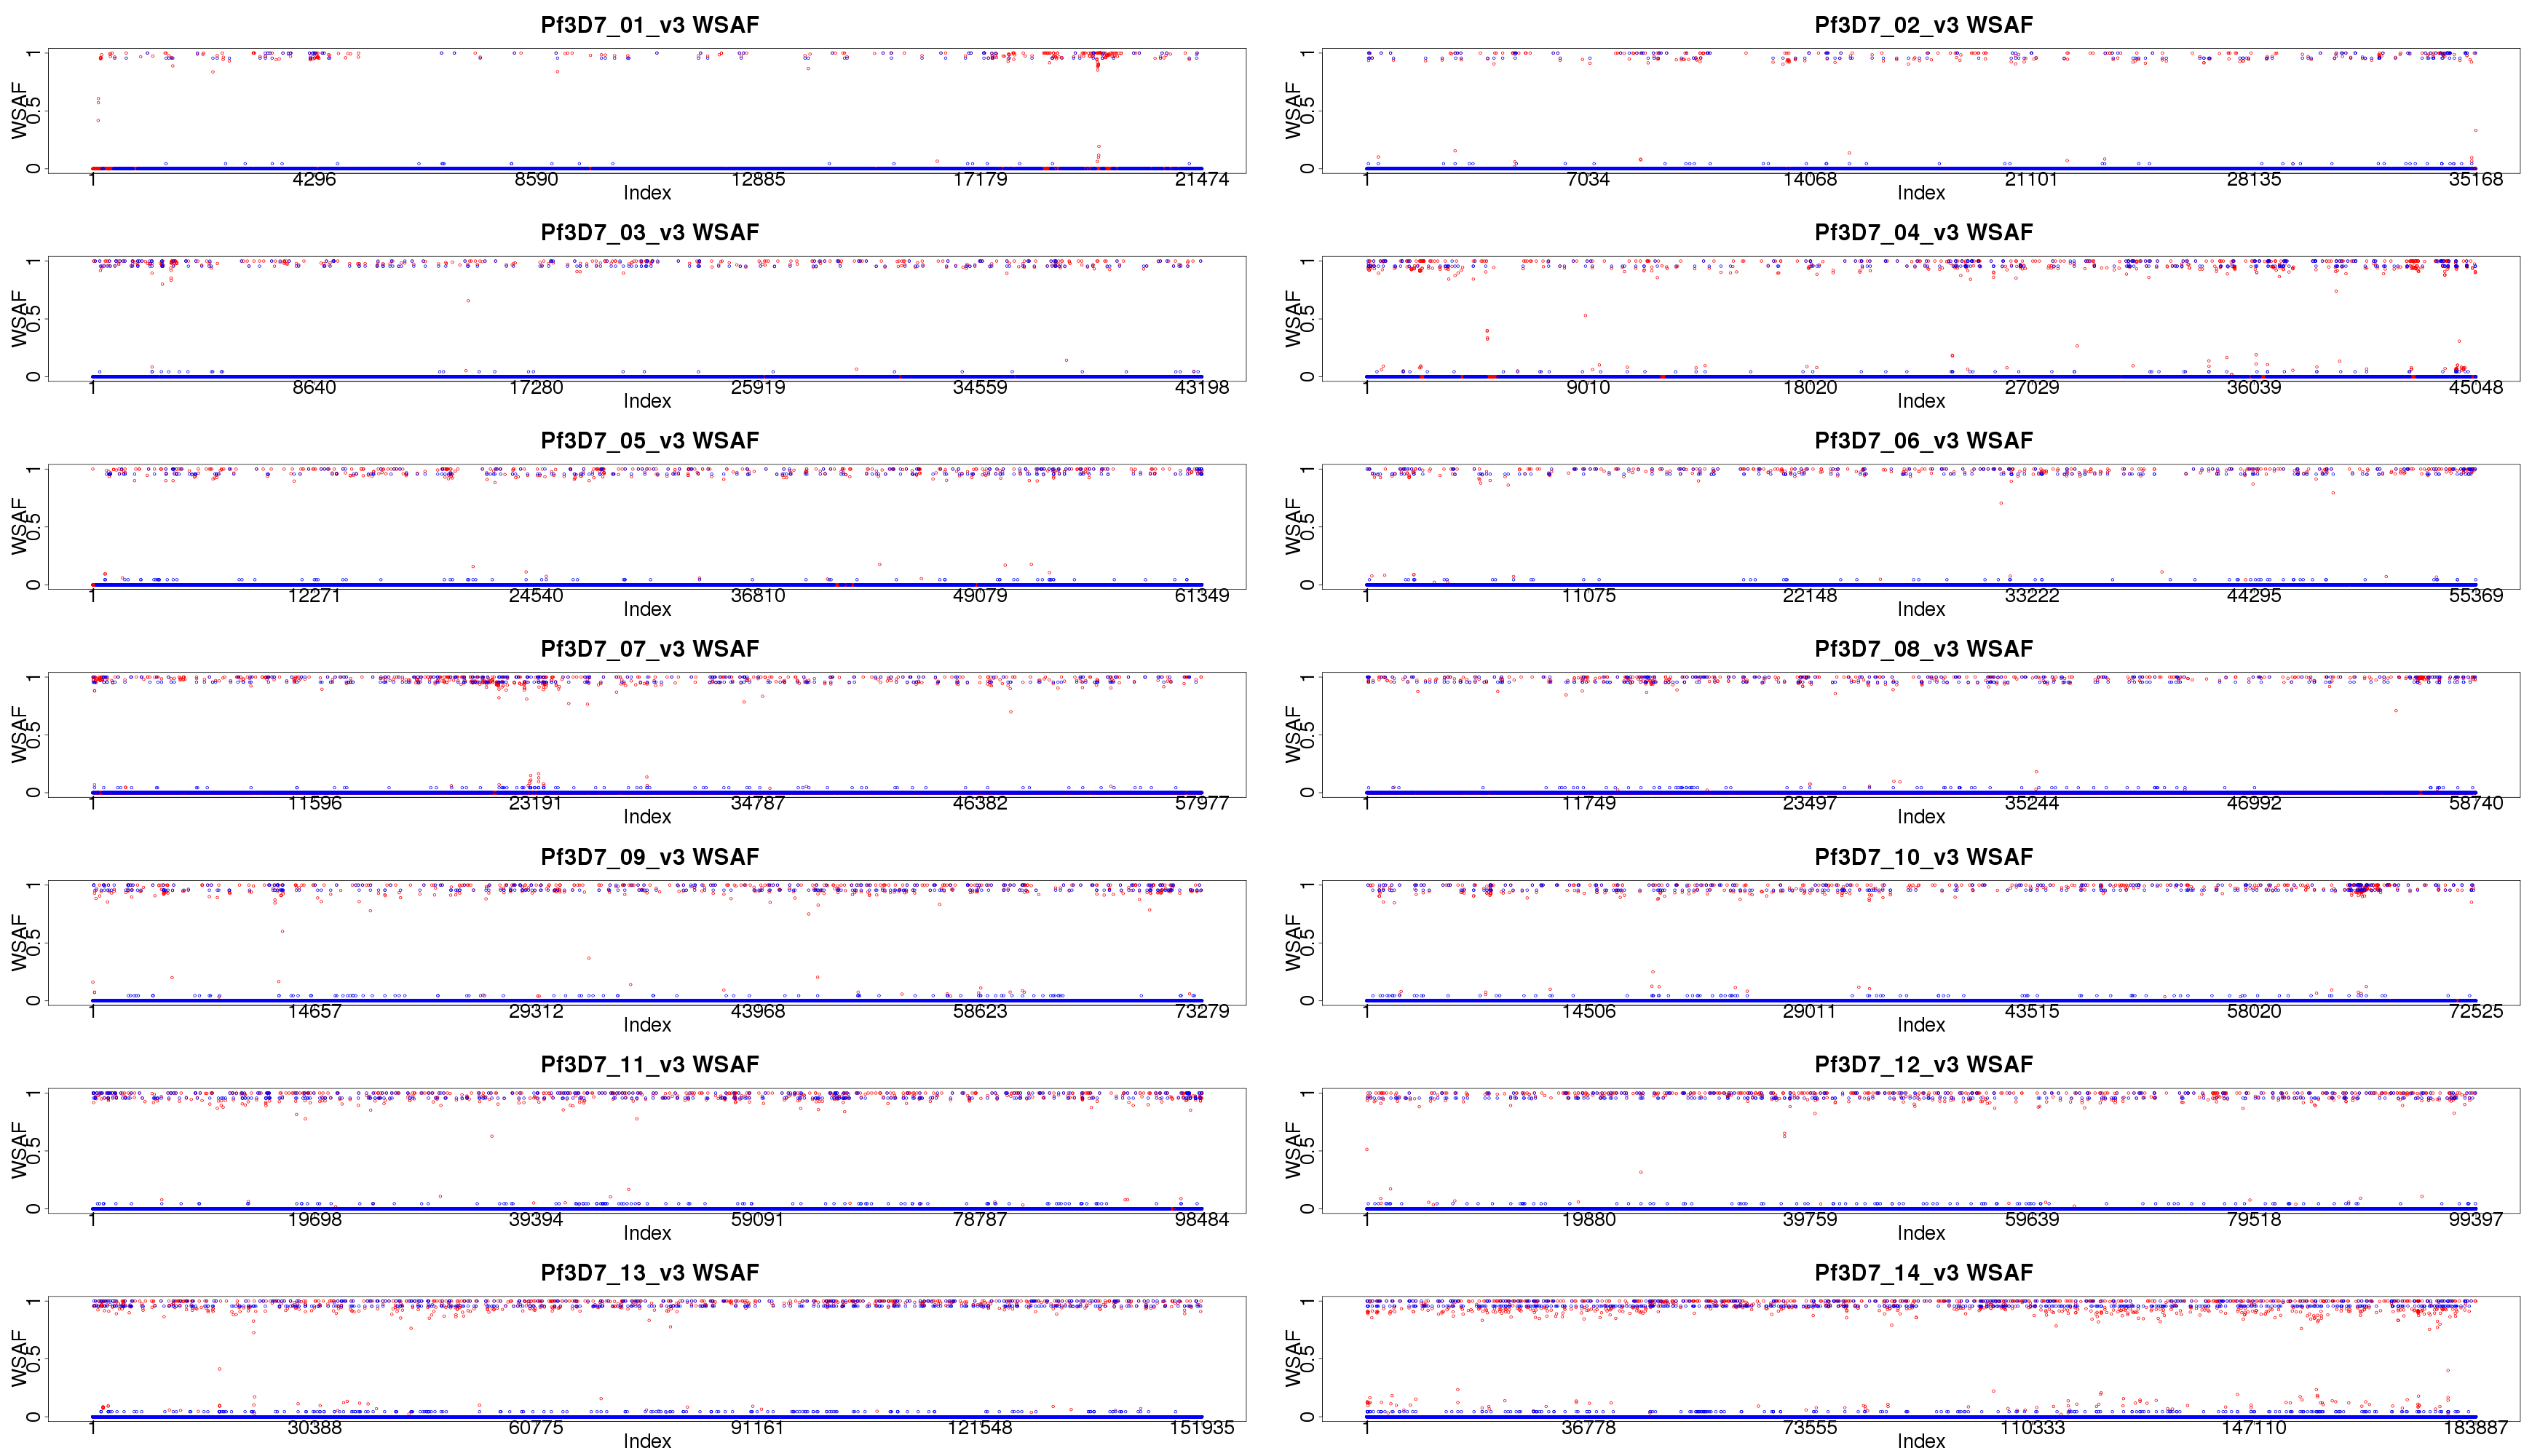 Pf3D7_01_v3 WSAF
WSAF
0 0.5 1
1 4296 8590 12885 17179 21474
Index
Pf3D7_02_v3 WSAF
WSAF
0 0.5 1
1 7034 14068 21101 28135 35168
Index
Pf3D7_03_v3 WSAF
WSAF
0 0.5 1
1 8640 17280 25919 34559 43198
Index
Pf3D7_04_v3 WSAF
WSAF
0 0.5 1
1 9010 18020 27029 36039 45048
Index
Pf3D7_05_v3 WSAF
WSAF
0 0.5 1
1 12271 24540 36810 49079 61349
Index
Pf3D7_06_v3 WSAF
WSAF
0 0.5 1
1 11075 22148 33222 44295 55369
Index
Pf3D7_07_v3 WSAF
WSAF
0 0.5 1
1 11596 23191 34787 46382 57977
Index
Pf3D7_08_v3 WSAF
WSAF
0 0.5 1
1 11749 23497 35244 46992 58740
Index
Pf3D7_09_v3 WSAF
WSAF
0 0.5 1
1 14657 29312 43968 58623 73279
Index
Pf3D7_10_v3 WSAF
WSAF
0 0.5 1
1 14506 29011 43515 58020 72525
Index
Pf3D7_11_v3 WSAF
WSAF
0 0.5 1
1 19698 39394 59091 78787 98484
Index
Pf3D7_12_v3 WSAF
WSAF
0 0.5 1
1 19880 39759 59639 79518 99397
Index
Pf3D7_13_v3 WSAF
WSAF
0 0.5 1
1 30388 60775 91161 121548 151935
Index
Pf3D7_14_v3 WSAF
WSAF
0 0.5 1
1 36778 73555 110333 147110 183887
Index